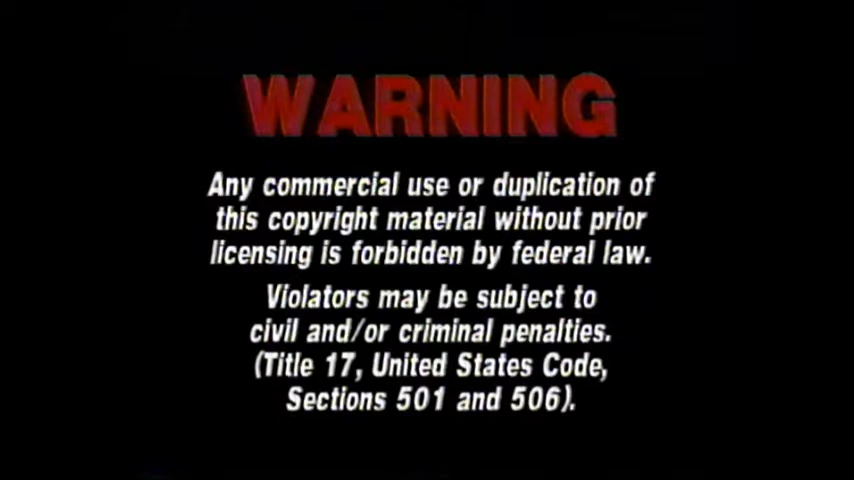 WARNING
Any commercial use or duplication of
this copyright material without prior
licensing is forbidden by federal law.
Violators may be subject to
civil and/or criminal penalties.
(Title 17, United States Code,
Sections 501 and 506).